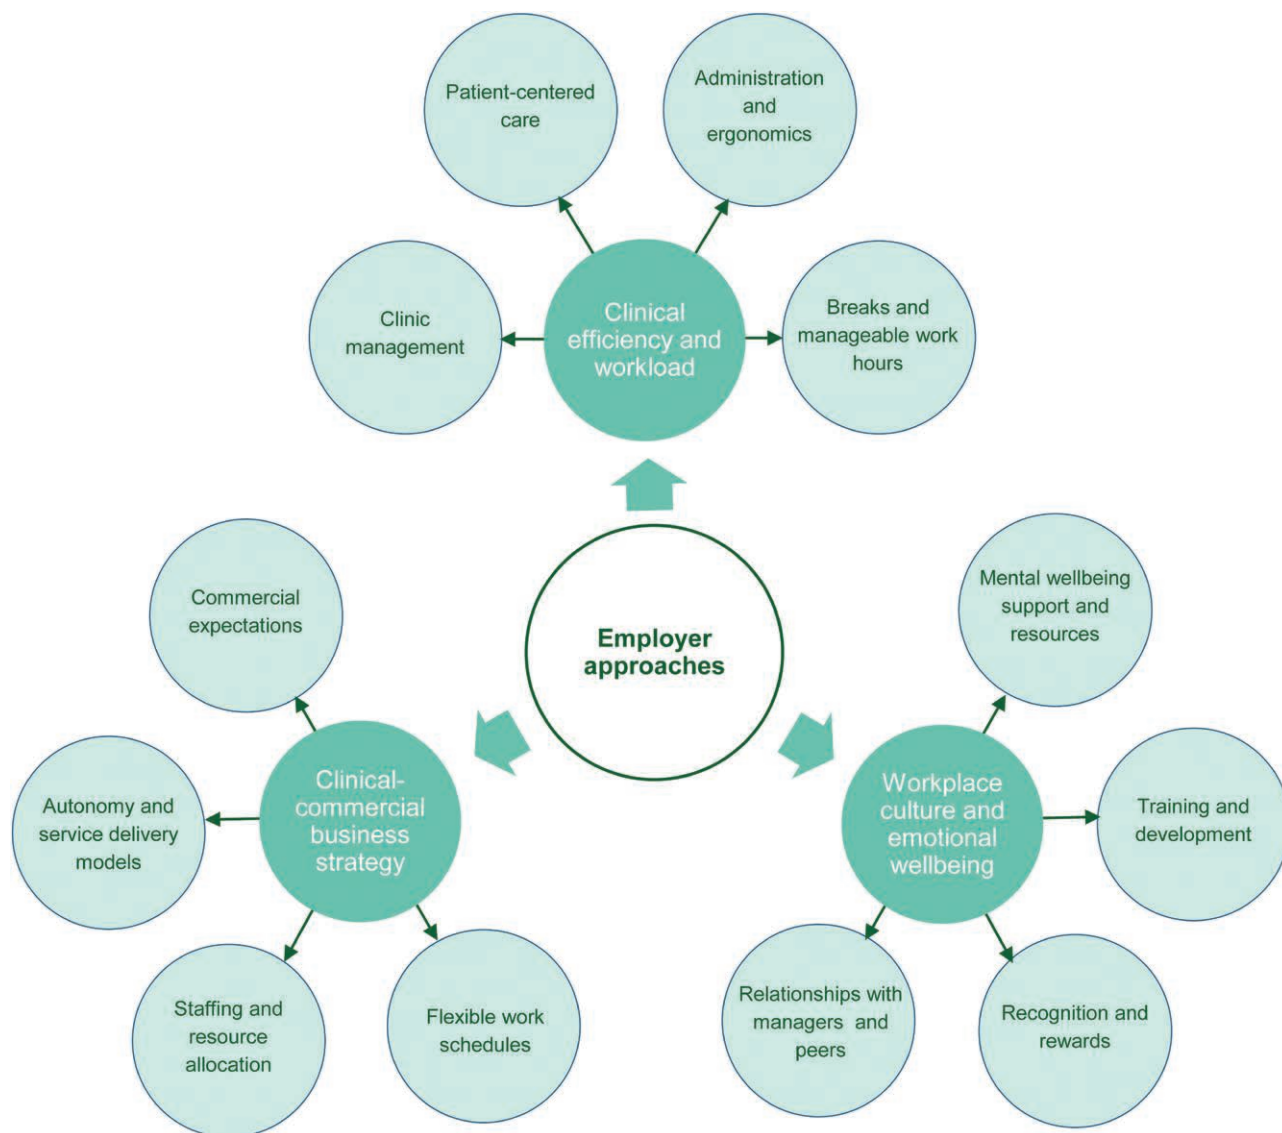 Patient-centered
care
Administration
and
ergonomics
Clinic
management
Clinical
efficiency and
workload
Breaks and
manageable work
hours
Commercial
expectations
Employer
approaches
Mental wellbeing
support and
resources
Autonomy and
service delivery
models
Clinical-
commercial
business
strategy
Workplace
culture and
emotional
wellbeing
Training and
development
Staffing and
resource
allocation
Flexible work
schedules
Relationships with
managers and
peers
Recognition and
rewards